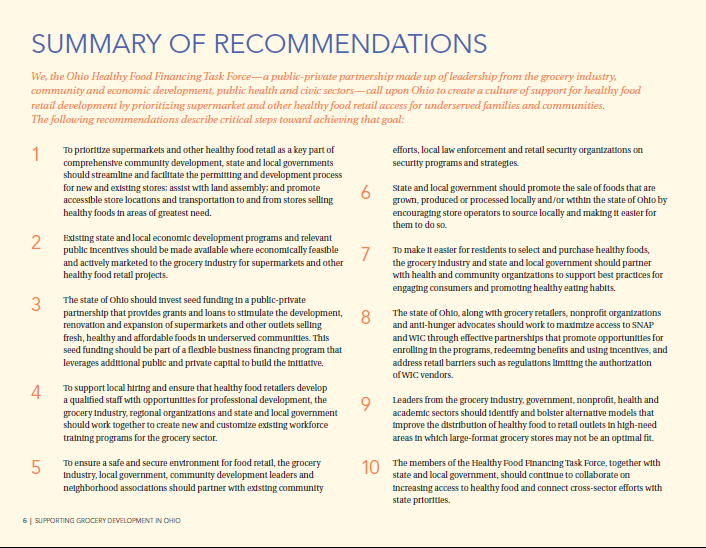 SUMMARY OF RECOMMENDATIONS
We, the Ohio Healthy Food Financing Task Force—a public-private partnership made up of leadership from the grocery industry,
community and economic development, public health and civic sectors—call upon Ohio to create a culture of support for healthy food
retail development by prioritizing supermarket and other healthy food retail access for underserved families and communities.
The following recommendations describe critical steps toward achieving that goal:
1 To prioritize supermarkets and other healthy food retail as a key part of
comprehensive community development, state and local governments
should streamline and facilitate the permitting and development process
for new and existing stores; assist with land assembly; and promote
accessible store locations and transportation to and from stores selling
healthy foods in areas of greatest need.
2 Existing state and local economic development programs and relevant
public incentives should be made available where economically feasible
and actively marketed to the grocery industry for supermarkets and other
healthy food retail projects.
3 The state of Ohio should invest seed funding in a public-private
partnership that provides grants and loans to stimulate the development,
renovation and expansion of supermarkets and other outlets selling
fresh, healthy and affordable foods in underserved communities. This
seed funding should be part of a flexible business financing program that
leverages additional public and private capital to build the initiative.
4 To support local hiring and ensure that healthy food retailers develop
a qualified staff with opportunities for professional development, the
grocery industry, regional organizations and state and local government
should work together to create new and customize existing workforce
training programs for the grocery sector.
5 To ensure a safe and secure environment for food retail, the grocery
industry, local government, community development leaders and
neighborhood associations should partner with existing community
efforts, local law enforcement and retail security organizations on
security programs and strategies.
6 State and local government should promote the sale of foods that are
grown, produced or processed locally and/or within the state of Ohio by
encouraging store operators to source locally and making it easier for
them to do so.
7 To make it easier for residents to select and purchase healthy foods,
the grocery industry and state and local government should partner
with health and community organizations to support best practices for
engaging consumers and promoting healthy eating habits.
8 The state of Ohio, along with grocery retailers, nonprofit organizations
and anti-hunger advocates should work to maximize access to SNAP
and WIC through effective partnerships that promote opportunities for
enrolling in the programs, redeeming benefits and using incentives, and
address retail barriers such as regulations limiting the authorization
of WIC vendors.
9 Leaders from the grocery industry, government, nonprofit, health and
academic sectors should identify and bolster alternative models that
improve the distribution of healthy food to retail outlets in high-need
areas in which large-format grocery stores may not be an optimal fit.
10 The members of the Healthy Food Financing Task Force, together with
state and local government, should continue to collaborate on
increasing access to healthy food and connect cross-sector efforts with
state priorities.
6 | SUPPORTING GROCERY DEVELOPMENT IN OHIO